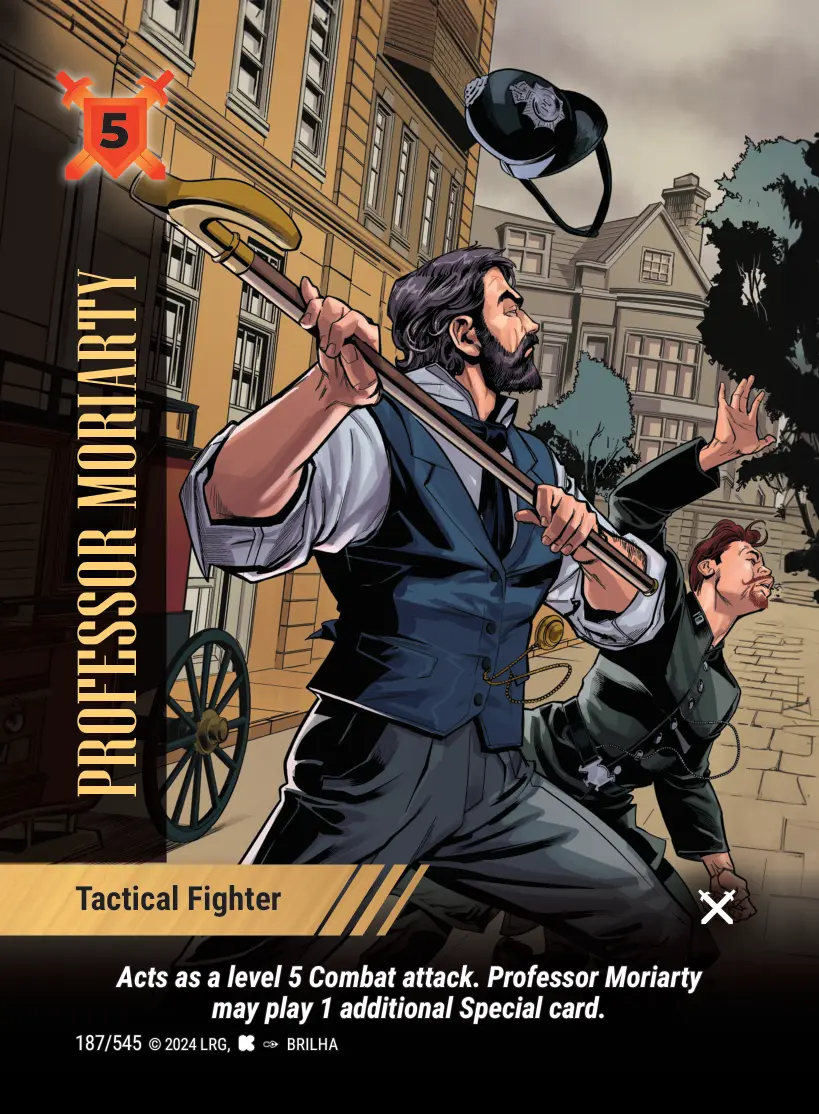 5
PROFESSOR MORIARTY
Tactical Fighter
Acts as a level 5 Combat attack. Professor Moriarty
may play 1 additional Special card.
187/545 © 2024 LRG, BRILHA